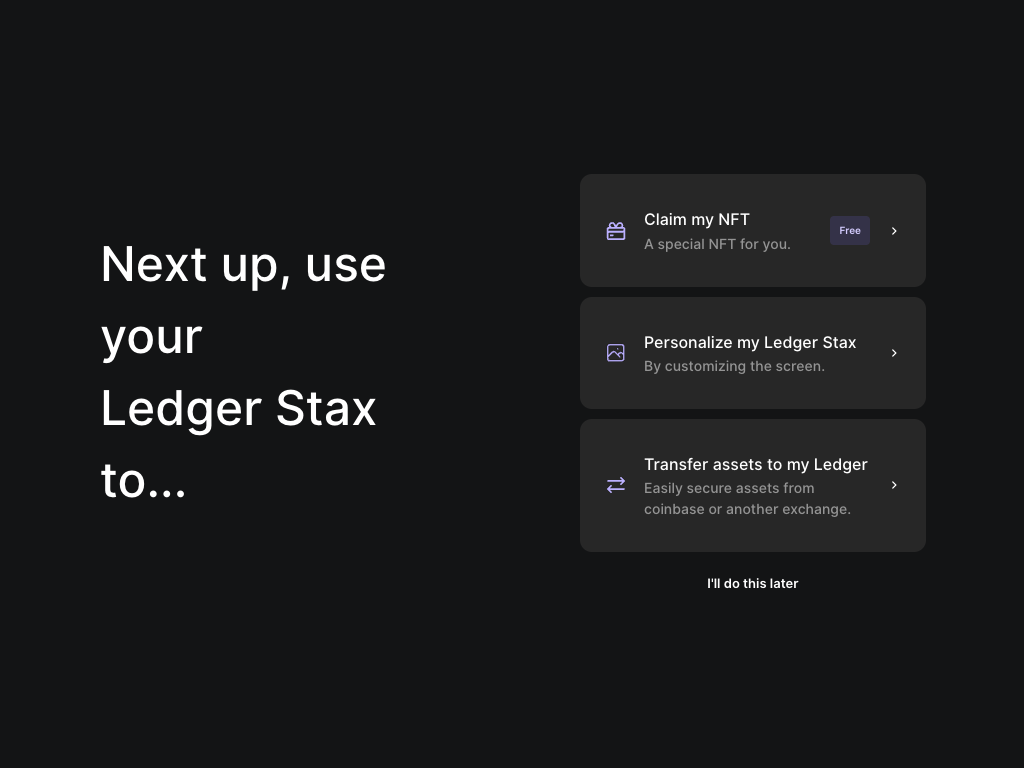 Next up, use
your
Ledger Stax
to...
Claim my NFT
A special NFT for you.
Free
Personalize my Ledger Stax
By customizing the screen.
Transfer assets to my Ledger
Easily secure assets from
coinbase or another exchange.
I'll do this later